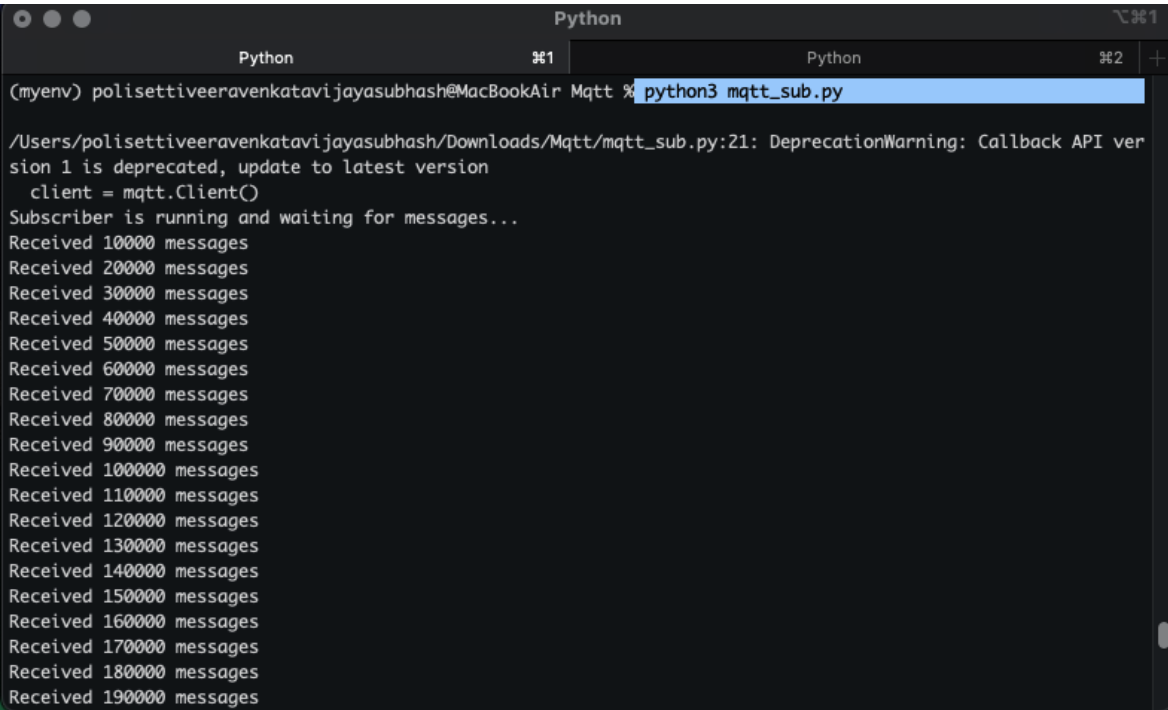 Python
⌥⌘1
Python ⌘1
Python ⌘2 +
(myenv) polisettiveeravenkatavijayasubhash@MacBookAir Mqtt % python3 mqtt_sub.py
/Users/polisettiveeravenkatavijayasubhash/Downloads/Mqtt/mqtt_sub.py:21: DeprecationWarning: Callback API ver
sion 1 is deprecated, update to latest version
  client = mqtt.Client()
Subscriber is running and waiting for messages...
Received 10000 messages
Received 20000 messages
Received 30000 messages
Received 40000 messages
Received 50000 messages
Received 60000 messages
Received 70000 messages
Received 80000 messages
Received 90000 messages
Received 100000 messages
Received 110000 messages
Received 120000 messages
Received 130000 messages
Received 140000 messages
Received 150000 messages
Received 160000 messages
Received 170000 messages
Received 180000 messages
Received 190000 messages